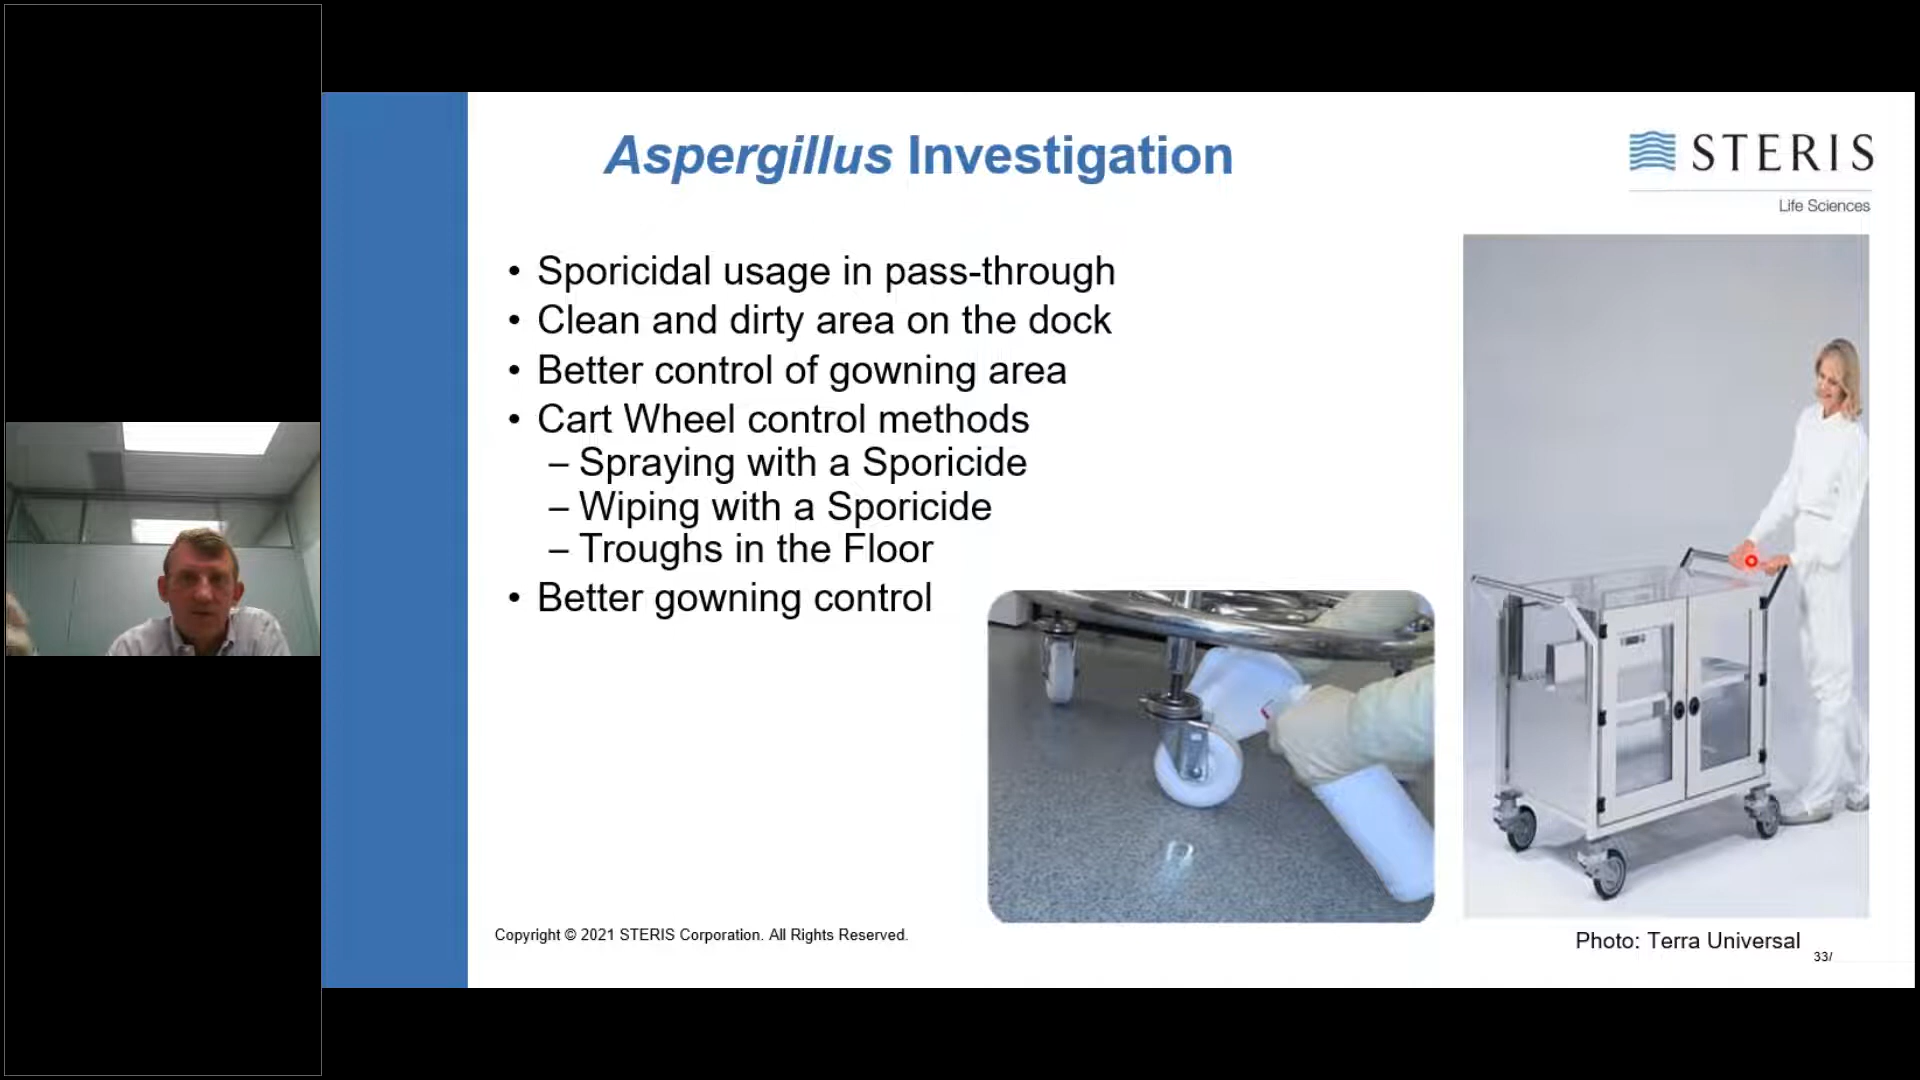 Aspergillus Investigation
STERIS
Life Sciences
• Sporicidal usage in pass-through
• Clean and dirty area on the dock
• Better control of gowning area
• Cart Wheel control methods
– Spraying with a Sporicide
– Wiping with a Sporicide
– Troughs in the Floor
• Better gowning control
Copyright © 2021 STERIS Corporation. All Rights Reserved.
Photo: Terra Universal
33/